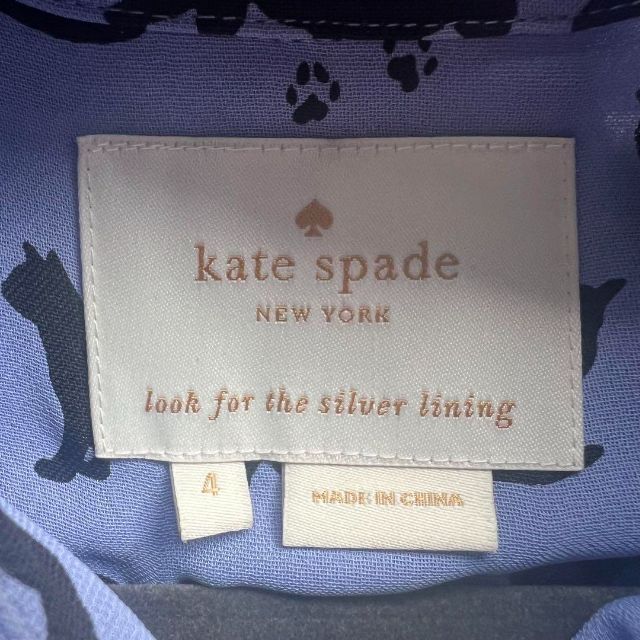 kate spade
NEW YORK
look for the silver lining
4
MADE IN CHINA